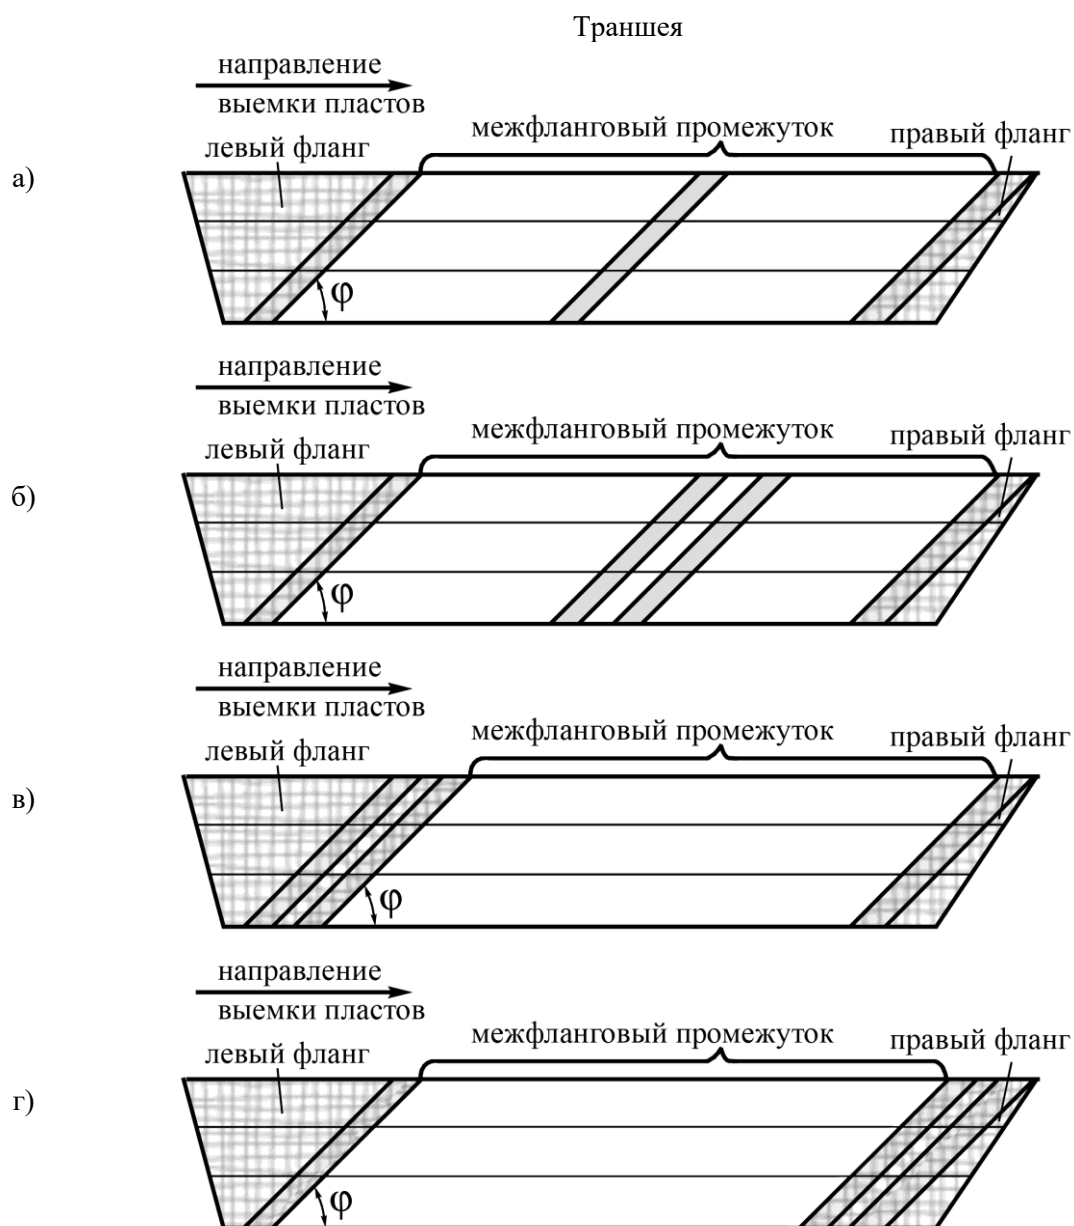 Траншея
направление
выемки пластов
левый фланг
межфланговый промежуток
правый фланг
а)
φ
направление
выемки пластов
левый фланг
межфланговый промежуток
правый фланг
б)
φ
направление
выемки пластов
левый фланг
межфланговый промежуток
правый фланг
в)
φ
направление
выемки пластов
левый фланг
межфланговый промежуток
правый фланг
г)
φ